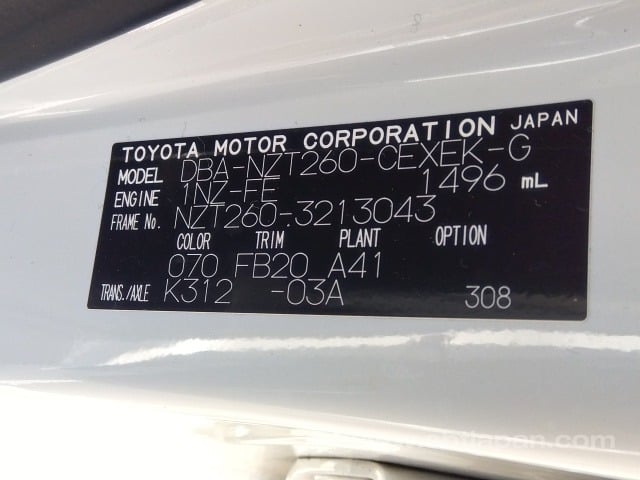 TOYOTA MOTOR CORPORATION JAPAN
MODEL DBA-NZT260-CEXEK-G
ENGINE 1NZ-FE 1496 mL
FRAME No. NZT260-3213043
COLOR TRIM PLANT OPTION
070 FB20 A41
TRANS./AXLE K312 -03A 308